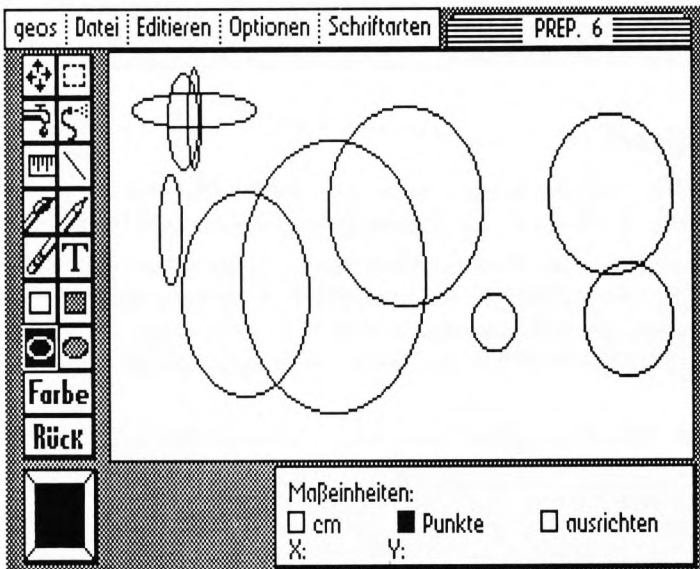 geos Datei Editieren Optionen Schriftarten PREP. 6
T
Farbe
Rück
Maßeinheiten:
cm Punkte ausrichten
X: Y: